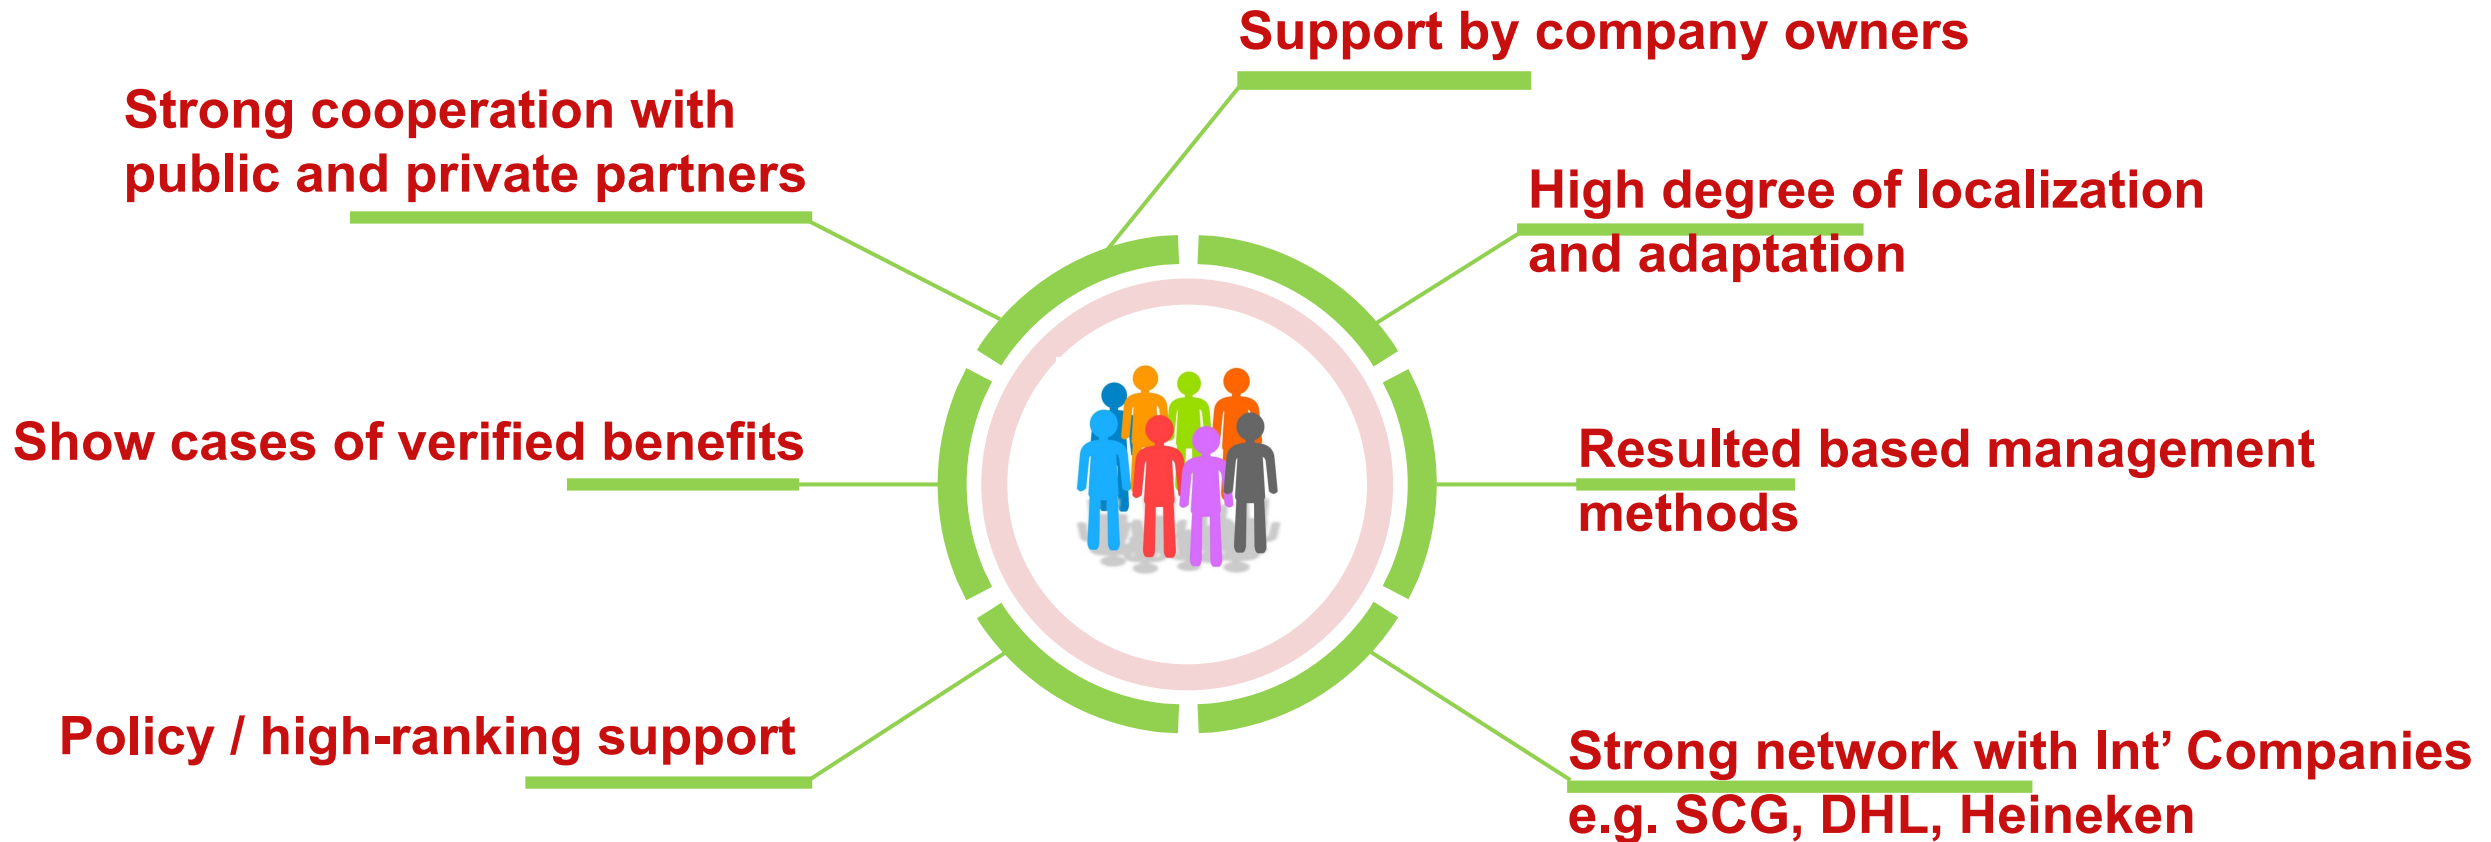 Support by company owners
Strong cooperation with
public and private partners
High degree of localization
and adaptation
Show cases of verified benefits
Resulted based management
methods
Policy / high-ranking support
Strong network with Int’ Companies
e.g. SCG, DHL, Heineken